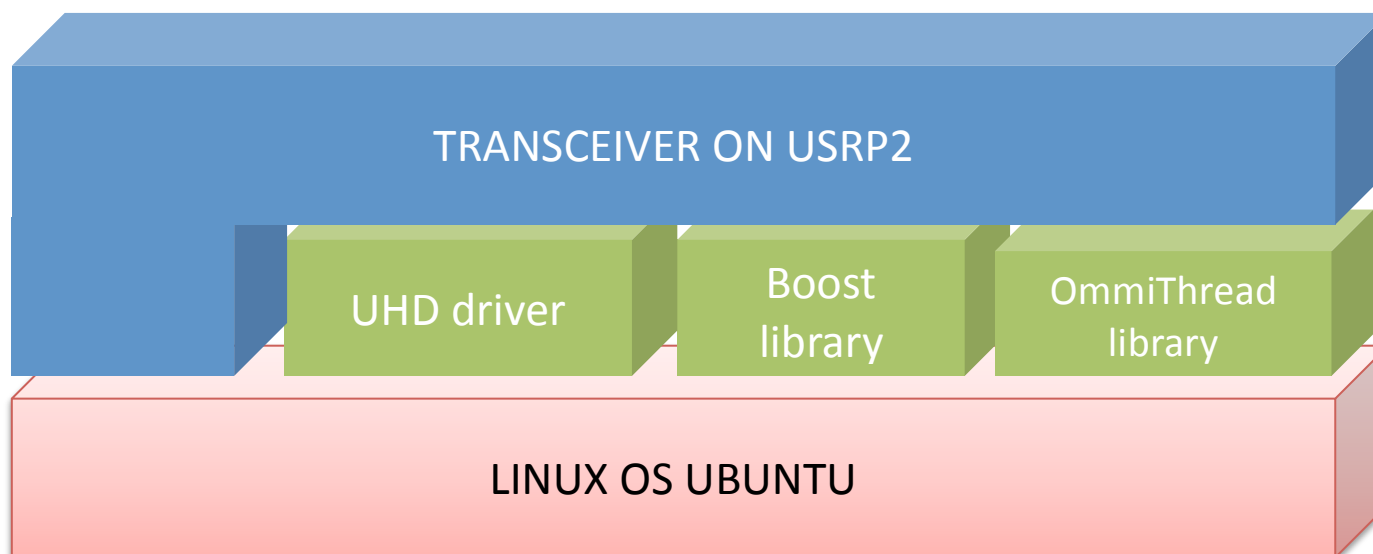 TRANSCEIVER ON USRP2
UHD driver
Boost
library
OmmiThread
library
LINUX OS UBUNTU